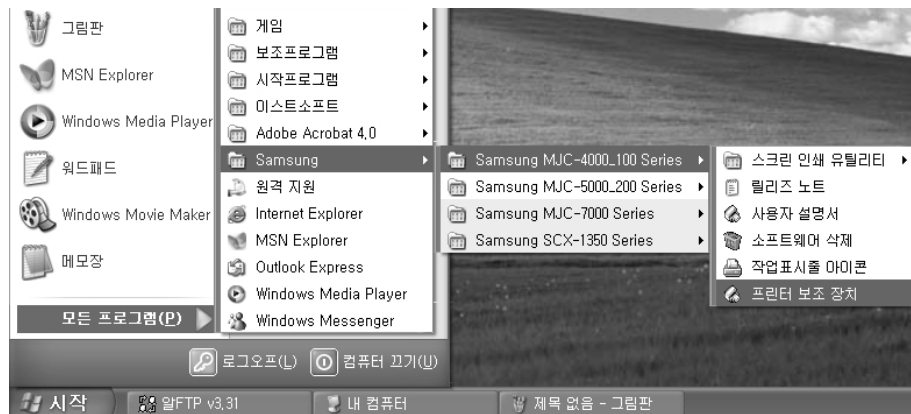 그림판
MSN Explorer
Windows Media Player
워드패드
Windows Movie Maker
메모장
모든 프로그램(P)
게임
보조프로그램
시작프로그램
이스트소프트
Adobe Acrobat 4,0
Samsung
원격 지원
Internet Explorer
MSN Explorer
Outlook Express
Windows Media Player
Windows Messenger
Samsung MJC-4000_100 Series
Samsung MJC-5000_200 Series
Samsung MJC-7000 Series
Samsung SCX-1350 Series
스크린 인쇄 유틸리티
릴리즈 노트
사용자 설명서
소프트웨어 삭제
작업표시줄 아이콘
프린터 보조 장치
로그오프(L)
컴퓨터 끄기(U)
시작
알FTP v3,31
내 컴퓨터
제목 없음 - 그림판